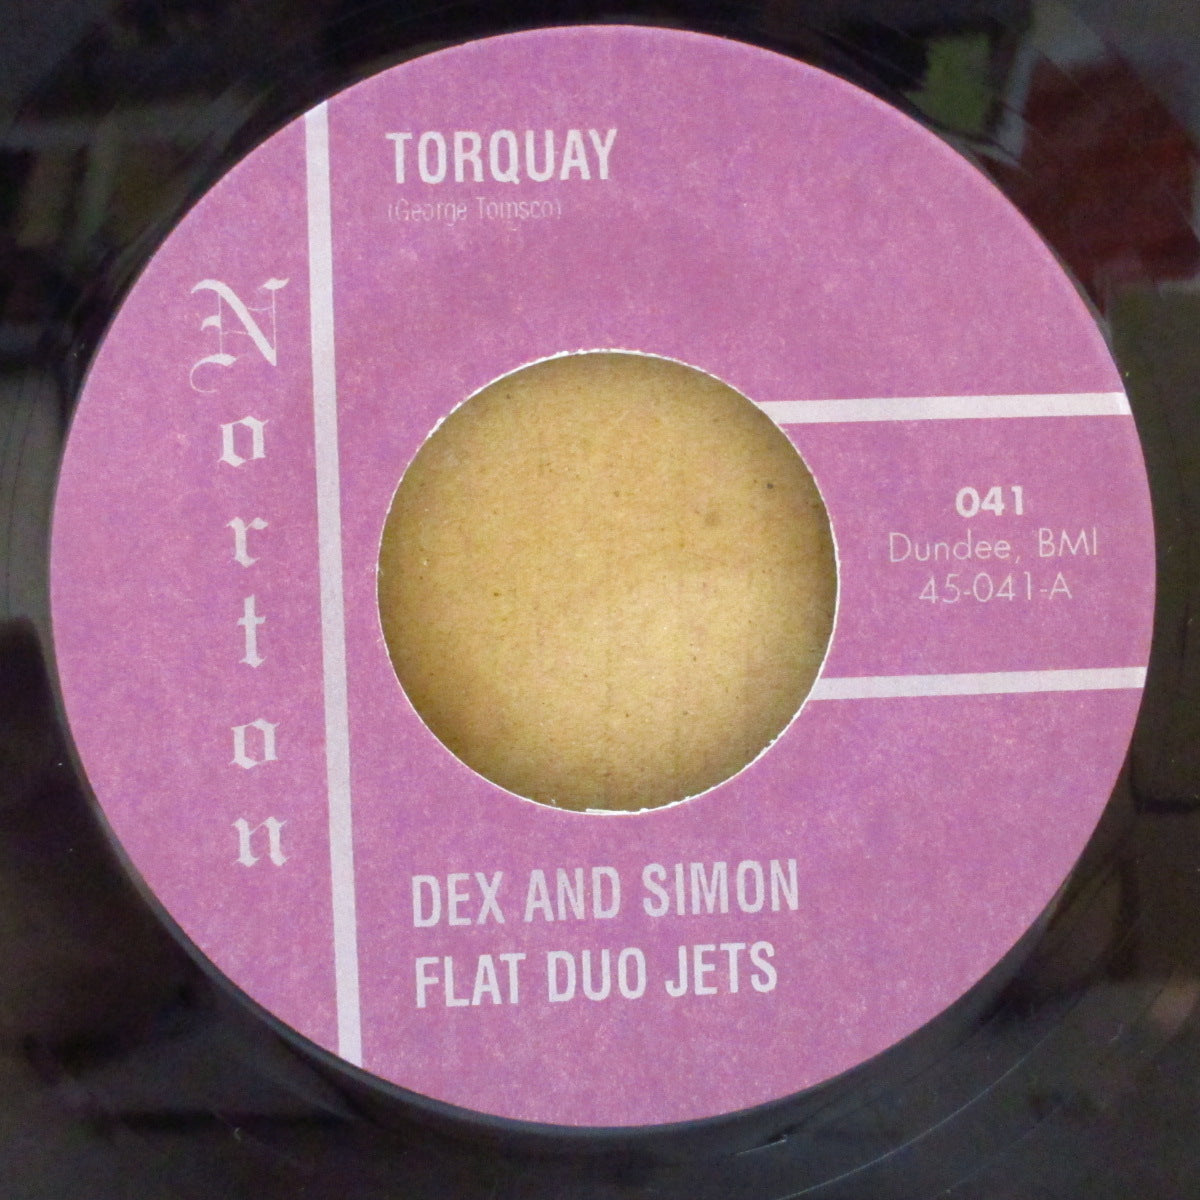 TORQUAY
(George Tomsco)
Norton
041
Dundee, BMI
45-041-A
DEX AND SIMON
FLAT DUO JETS